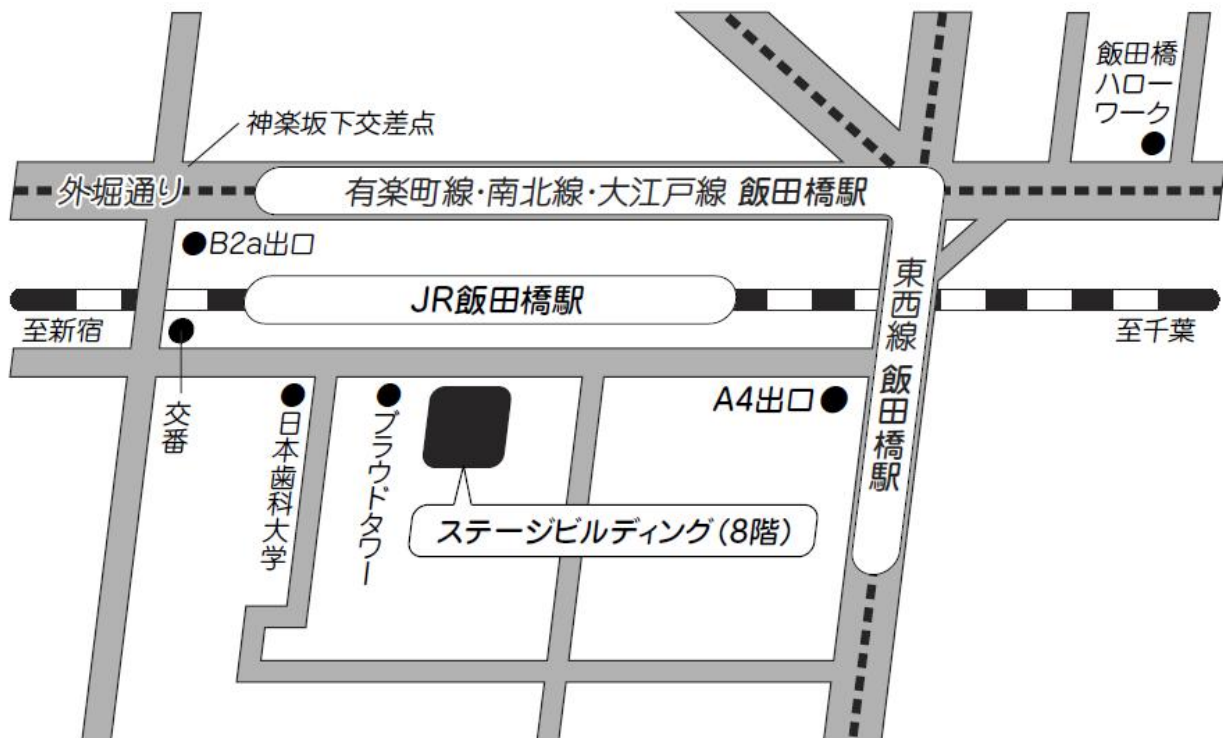 飯田橋
ハロー
ワーク
神楽坂下交差点
外堀通り
有楽町線・南北線・大江戸線 飯田橋駅
B2a出口
東西線 飯田橋駅
JR飯田橋駅
至新宿
至千葉
交番
日本歯科大学
プラウドタワー
A4出口
ステージビルディング(8階)